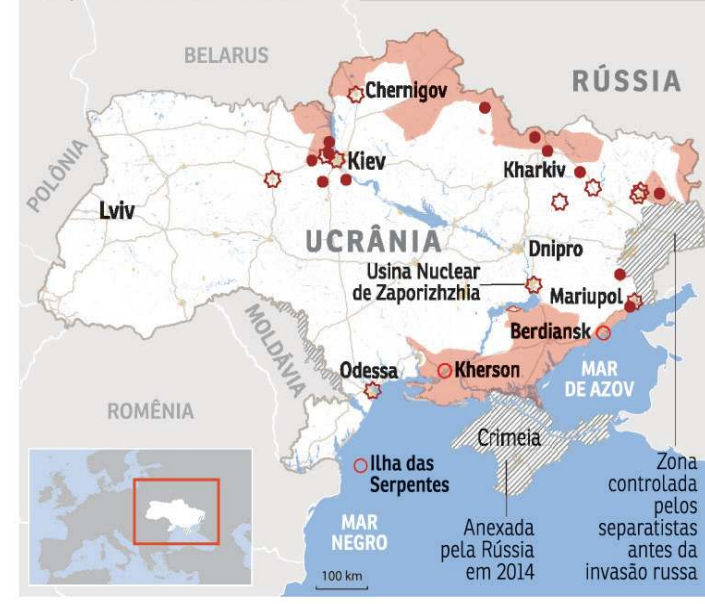 BELARUS
RÚSSIA
Chernigov
POLÔNIA
Kiev
Kharkiv
Lviv
UCRÂNIA
Dnipro
Usina Nuclear
de Zaporizhzhia
Mariupol
MOLDÁVIA
Berdiansk
Odessa
Kherson
MAR
DE AZOV
ROMÊNIA
Crimeia
Ilha das
Serpentes
Zona
controlada
pelos
separatistas
antes da
invasão russa
MAR
NEGRO
Anexada
pela Rússia
em 2014
100 km